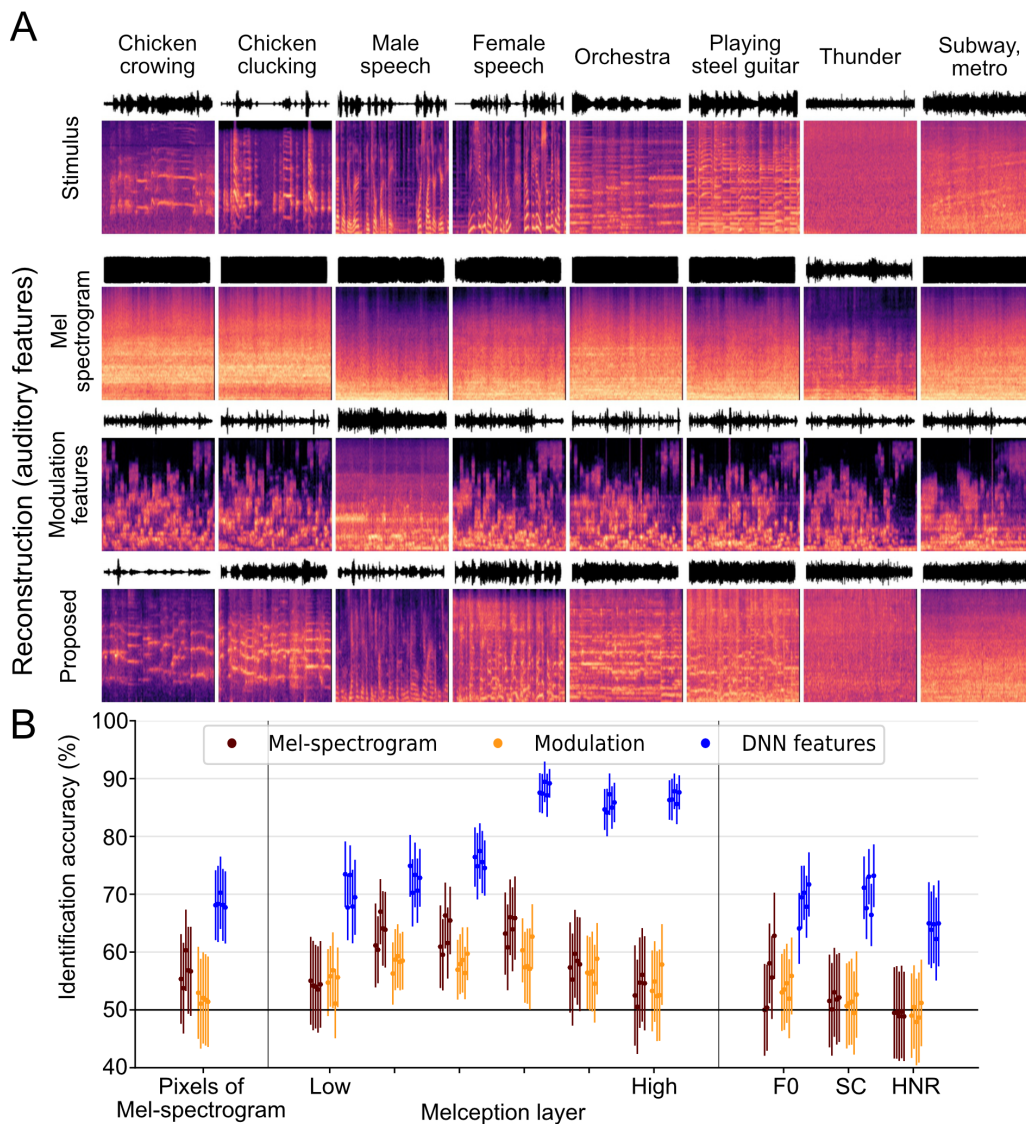 A
Chicken crowing
Chicken clucking
Male speech
Female speech
Orchestra
Playing steel guitar
Thunder
Subway, metro
Stimulus
Reconstruction (auditory features)
Mel spectrogram
Modulation features
Proposed
B
Mel-spectrogram
Modulation
DNN features
Identification accuracy (%)
100
90
80
70
60
50
40
Pixels of
Mel-spectrogram
Low
High
Melception layer
F0
SC
HNR